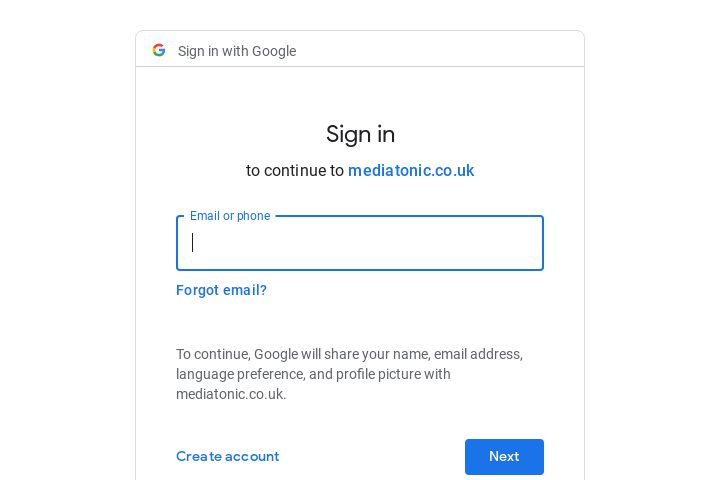 Sign in with Google
Sign in
to continue to mediatonic.co.uk
Email or phone
Forgot email?
To continue, Google will share your name, email address,
language preference, and profile picture with
mediatonic.co.uk.
Create account
Next